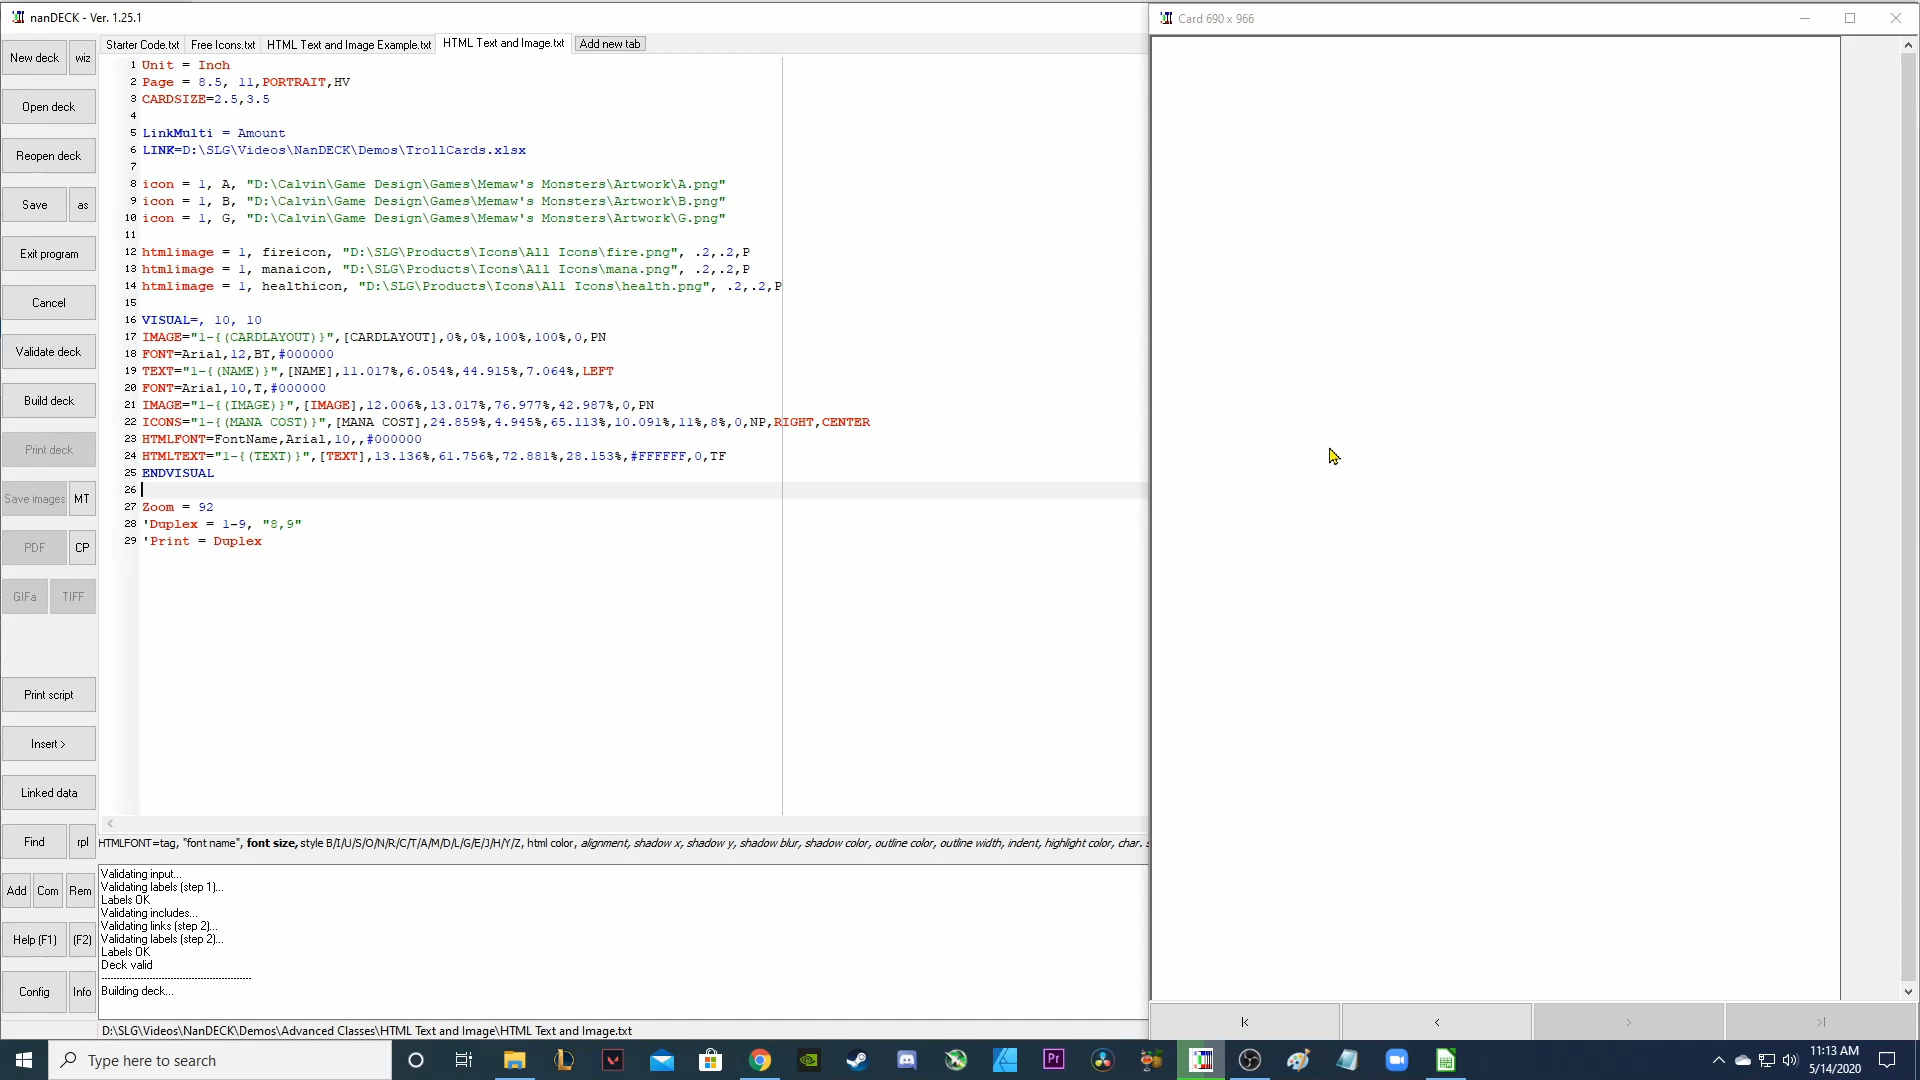 nanDECK - Ver. 1.25.1
Card 690 x 966
New deck wiz
Open deck
Reopen deck
Save as
Exit program
Cancel
Validate deck
Build deck
Print deck
Save images MT
PDF CP
GIFa TIFF
Print script
Insert >
Linked data
Find rpl
Add Com Rem
Help (F1) (F2)
Config Info
Starter Code.txt Free Icons.txt HTML Text and Image Example.txt HTML Text and Image.txt Add new tab
1 Unit = Inch
2 Page = 8.5, 11,PORTRAIT,HV
3 CARDSIZE=2.5,3.5
4
5 LinkMulti = Amount
6 LINK=D:\SLG\Videos\NanDECK\Demos\TrollCards.xlsx
7
8 icon = 1, A, "D:\Calvin\Game Design\Games\Memaw's Monsters\Artwork\A.png"
9 icon = 1, B, "D:\Calvin\Game Design\Games\Memaw's Monsters\Artwork\B.png"
10 icon = 1, G, "D:\Calvin\Game Design\Games\Memaw's Monsters\Artwork\G.png"
11
12 htmlimage = 1, fireicon, "D:\SLG\Products\Icons\All Icons\fire.png", .2,.2,P
13 htmlimage = 1, manaicon, "D:\SLG\Products\Icons\All Icons\mana.png", .2,.2,P
14 htmlimage = 1, healthicon, "D:\SLG\Products\Icons\All Icons\health.png", .2,.2,P
15
16 VISUAL=, 10, 10
17 IMAGE="1-{(CARDLAYOUT)}",[CARDLAYOUT],0%,0%,100%,100%,0,PN
18 FONT=Arial,12,BT,#000000
19 TEXT="1-{(NAME)}",[NAME],11.017%,6.054%,44.915%,7.064%,LEFT
20 FONT=Arial,10,T,#000000
21 IMAGE="1-{(IMAGE)}",[IMAGE],12.006%,13.017%,76.977%,42.987%,0,PN
22 ICONS="1-{(MANA COST)}",[MANA COST],24.859%,4.945%,65.113%,10.091%,11%,8%,0,NP,RIGHT,CENTER
23 HTMLFONT=FontName,Arial,10,,#000000
24 HTMLTEXT="1-{(TEXT)}",[TEXT],13.136%,61.756%,72.881%,28.153%,#FFFFFF,0,TF
25 ENDVISUAL
26
27 Zoom = 92
28 'Duplex = 1-9, "8,9"
29 'Print = Duplex
HTMLFONT=tag, "font name", font size, style B/I/U/S/O/N/R/C/T/A/M/D/L/G/E/J/H/Y/Z, html color, alignment, shadow x, shadow y, shadow blur, shadow color, outline color, outline width, indent, highlight color, char.
Validating input...
Validating labels (step 1)...
Labels OK
Validating includes...
Validating links (step 2)...
Validating labels (step 2)...
Labels OK
Deck valid
Building deck...
D:\SLG\Videos\NanDECK\Demos\Advanced Classes\HTML Text and Image\HTML Text and Image.txt
Type here to search
Pr
11:13 AM
5/14/2020